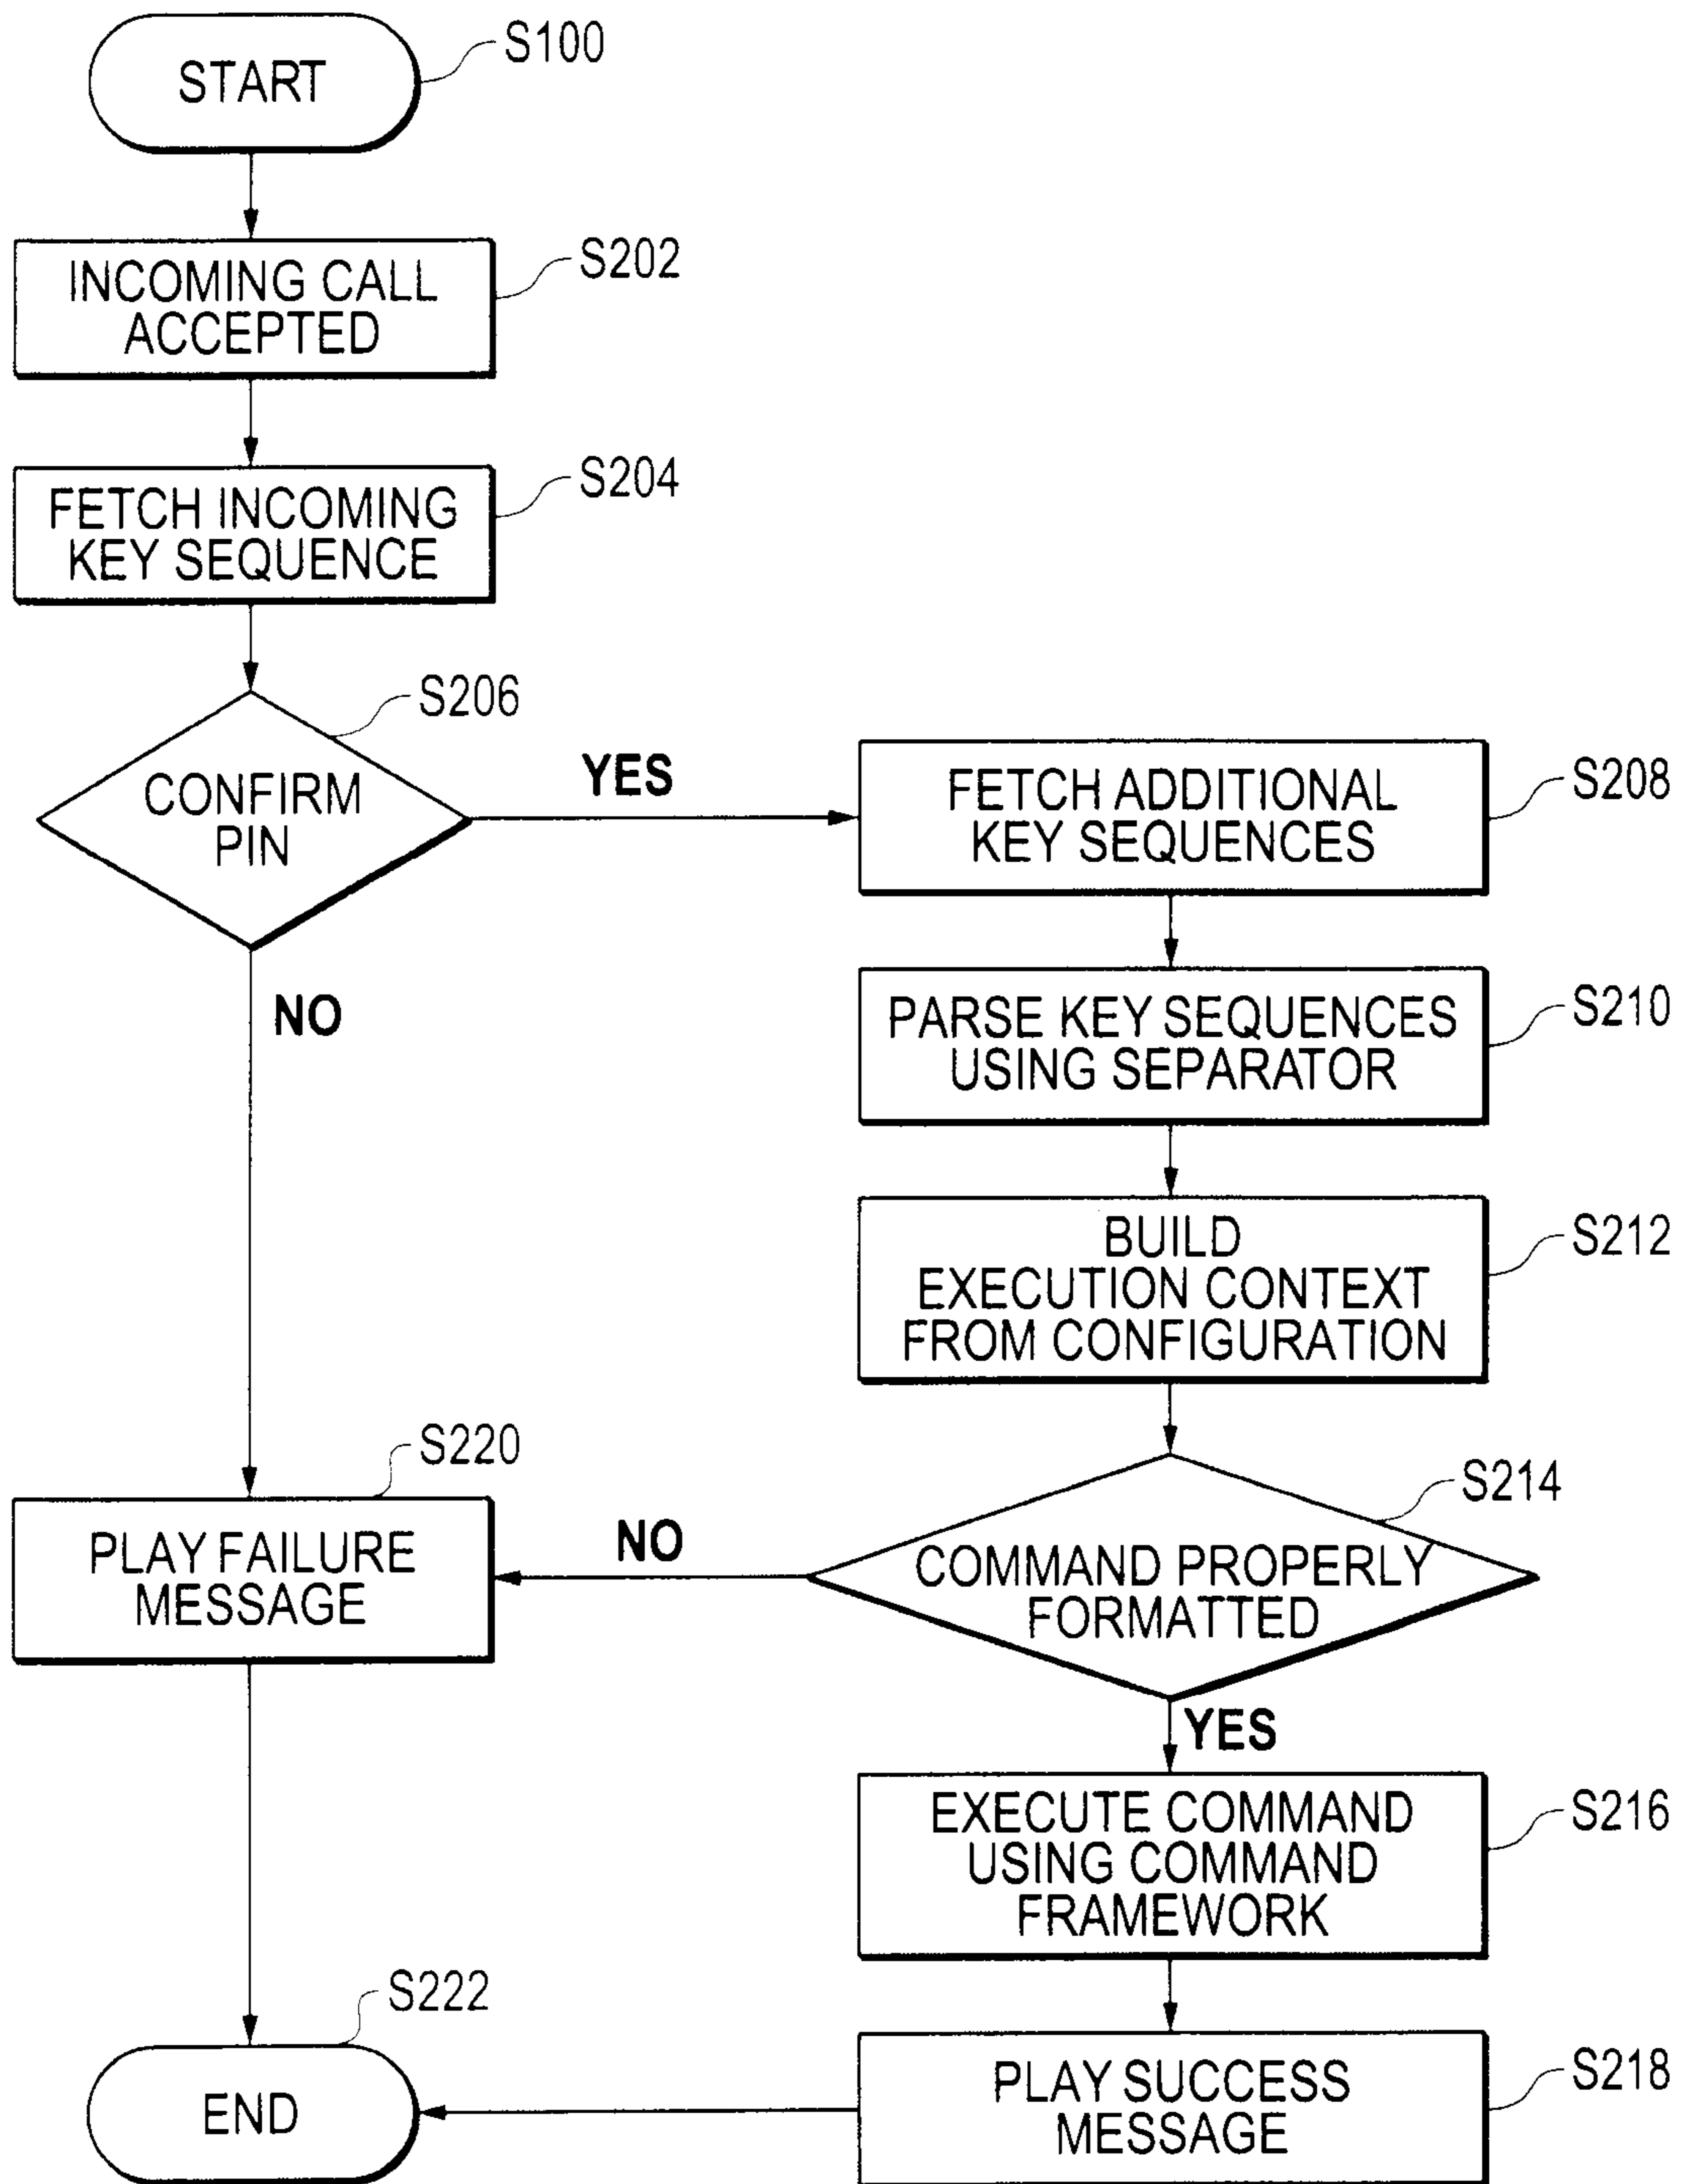 START
S100
INCOMING CALL
ACCEPTED
S202
FETCH INCOMING
KEY SEQUENCE
S204
CONFIRM
PIN
S206
YES
NO
FETCH ADDITIONAL
KEY SEQUENCES
S208
PARSE KEY SEQUENCES
USING SEPARATOR
S210
BUILD
EXECUTION CONTEXT
FROM CONFIGURATION
S212
COMMAND PROPERLY
FORMATTED
S214
NO
YES
PLAY FAILURE
MESSAGE
S220
EXECUTE COMMAND
USING COMMAND
FRAMEWORK
S216
PLAY SUCCESS
MESSAGE
S218
END
S222